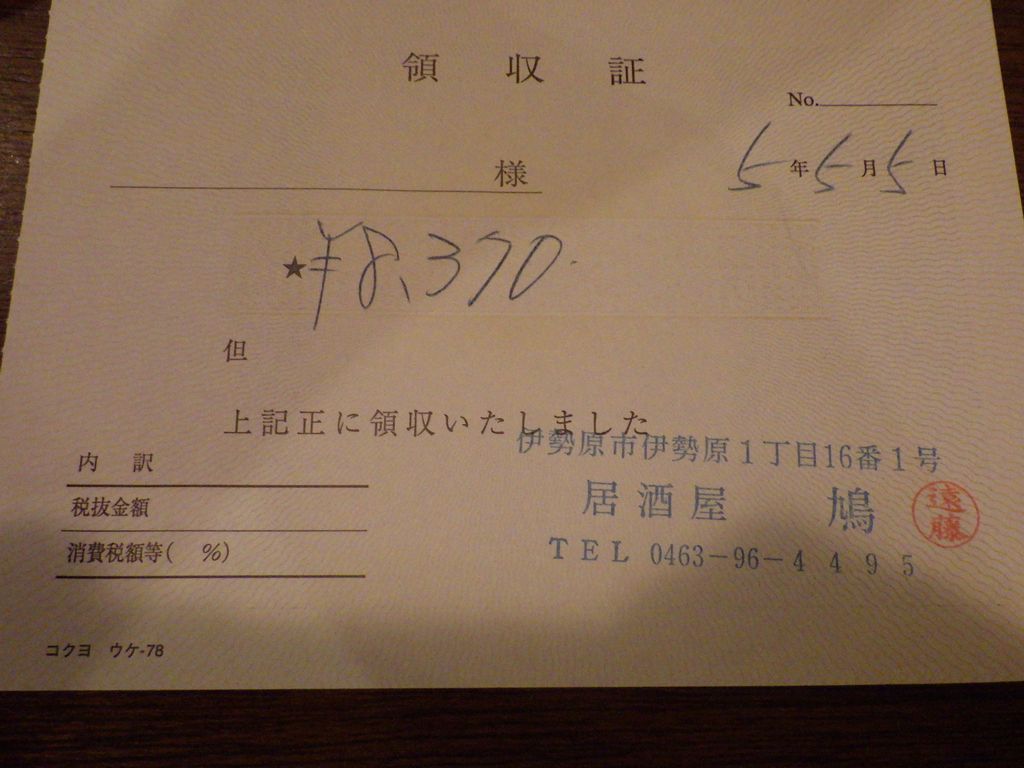 領収証
No.
様
5年5月5日
★¥8,370.
但
上記正に領収いたしました
内訳
税抜金額
消費税額等( %)
伊勢原市伊勢原1丁目16番1号
居酒屋 鳩
遠藤
TEL 0463-96-4495
コクヨ ウケ-78